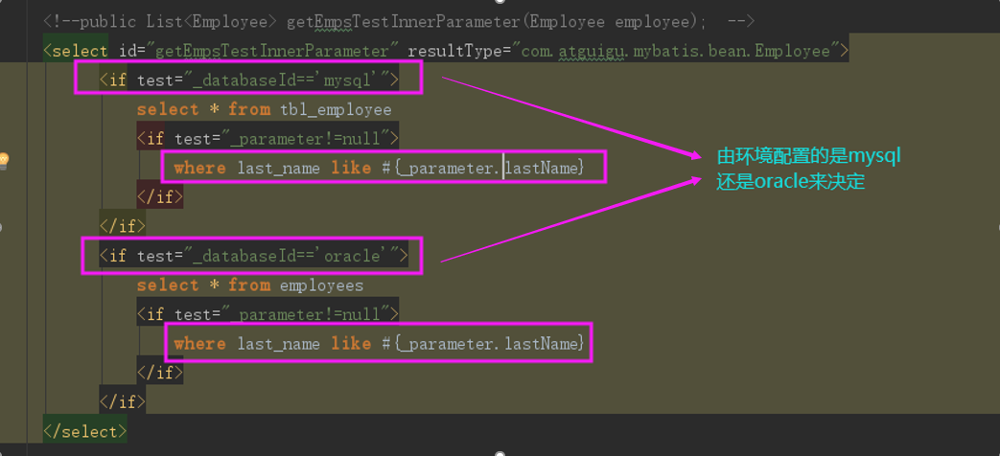 <!--public List<Employee> getEmpsTestInnerParameter(Employee employee);  -->
<select id="getEmpsTestInnerParameter" resultType="com.atguigu.mybatis.bean.Employee">
<if test="_databaseId=='mysql'">
select * from tbl_employee
<if test="_parameter!=null">
where last_name like #{_parameter.lastName}
</if>
</if>
<if test="_databaseId=='oracle'">
select * from employees
<if test="_parameter!=null">
where last_name like #{_parameter.lastName}
</if>
</if>
</select>
由环境配置的是mysql
还是oracle来决定